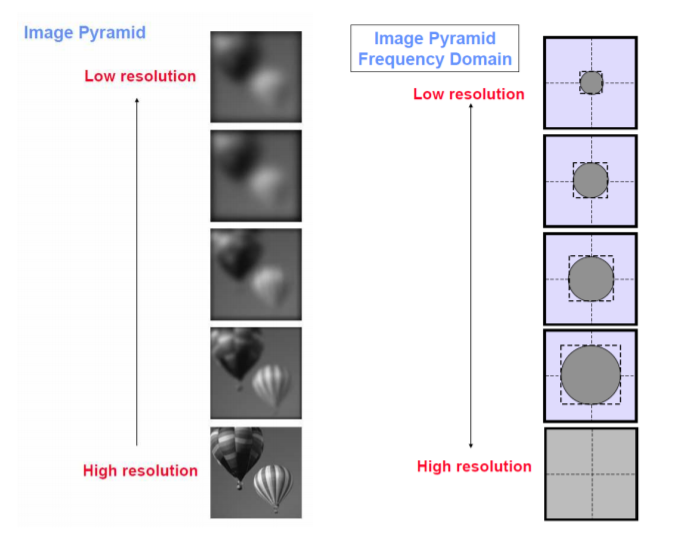 Image Pyramid
Low resolution
High resolution
Image Pyramid
Frequency Domain
Low resolution
High resolution